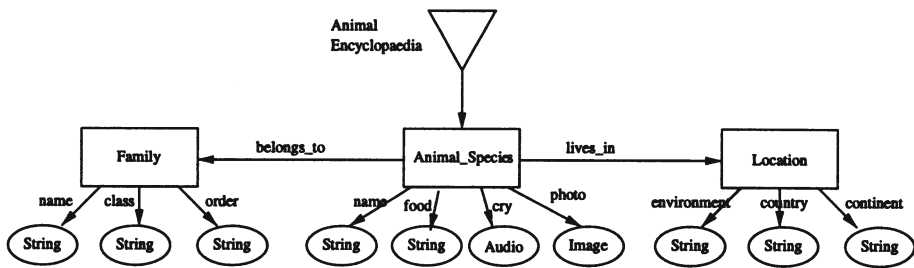 Animal
Encyclopaedia
belongs_to
lives_in
Family
Animal_Species
Location
name
class
order
name
food
cry
photo
environment
country
continent
String
String
String
String
String
Audio
Image
String
String
String